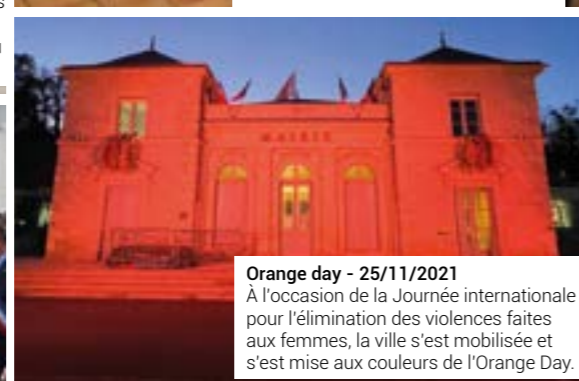 MAIRIE
Orange day - 25/11/2021
À l'occasion de la Journée internationale
pour l'élimination des violences faites
aux femmes, la ville s'est mobilisée et
s'est mise aux couleurs de l'Orange Day.